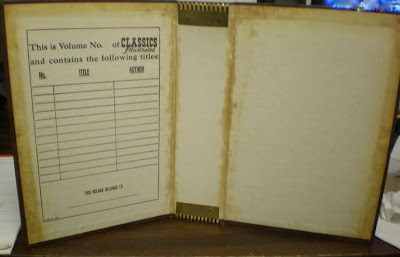 This is Volume No. of CLASSICS Illustrated
and contains the following titles:
No. TITLE AUTHOR
THIS VOLUME BELONGS TO